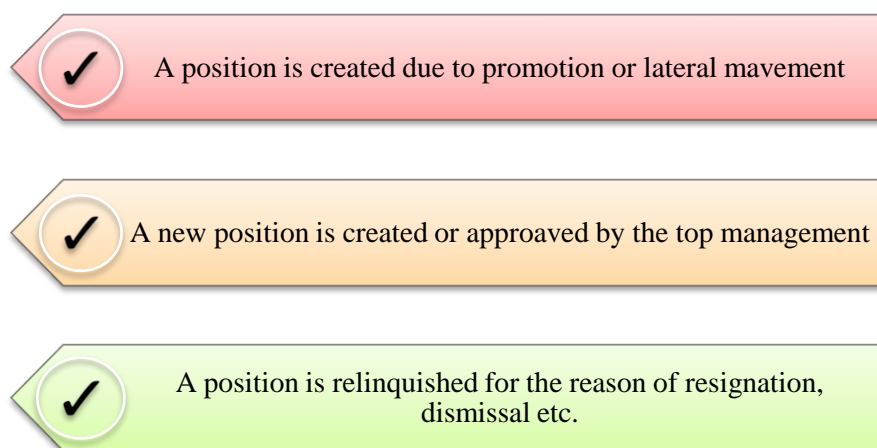 A position is created due to promotion or lateral mavement
A new position is created or approaved by the top management
A position is relinquished for the reason of resignation,
dismissal etc.